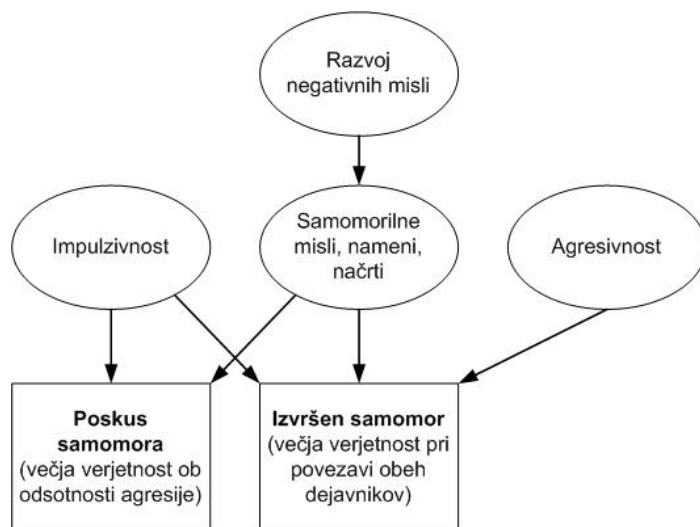 Razvoj
negativnih misli
Impulzivnost
Samomorilne
misli, nameni,
načrti
Agresivnost
Poskus
samomora
(večja verjetnost ob
odsotnosti agresije)
Izvršen samomor
(večja verjetnost pri
povezavi obeh
dejavnikov)